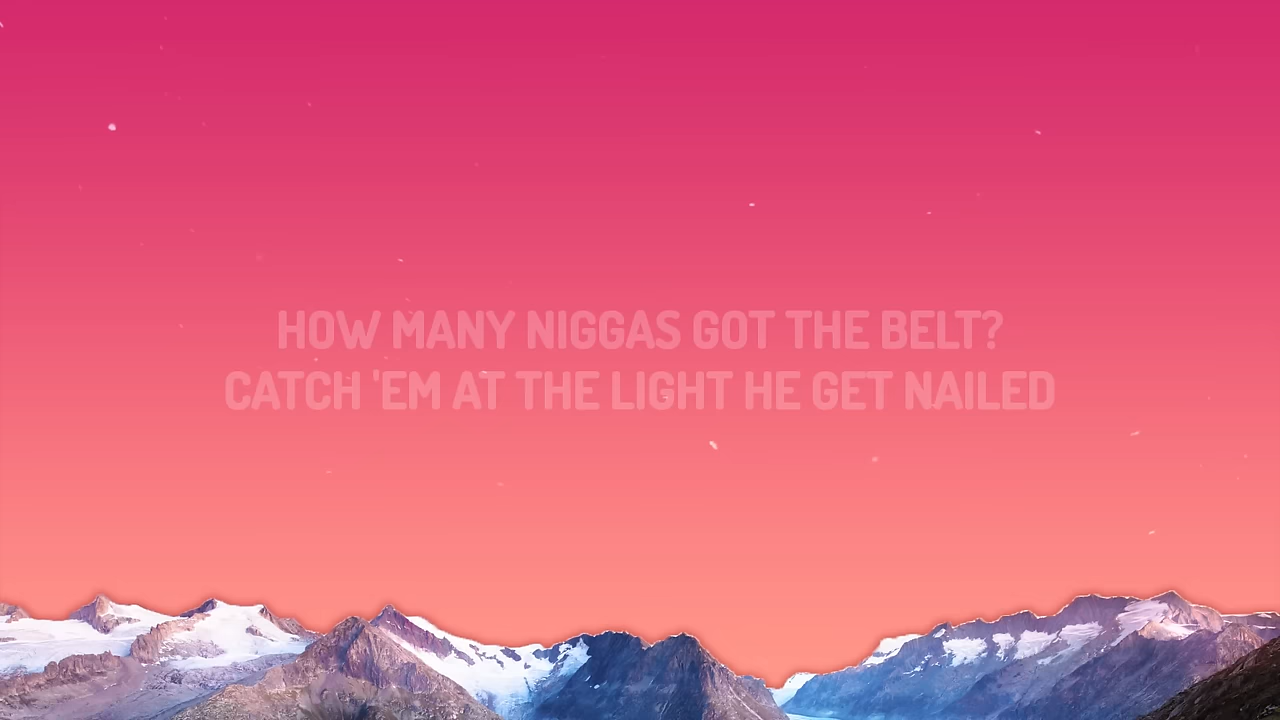 HOW MANY NIGGAS GOT THE BELT?
CATCH 'EM AT THE LIGHT HE GET NAILED